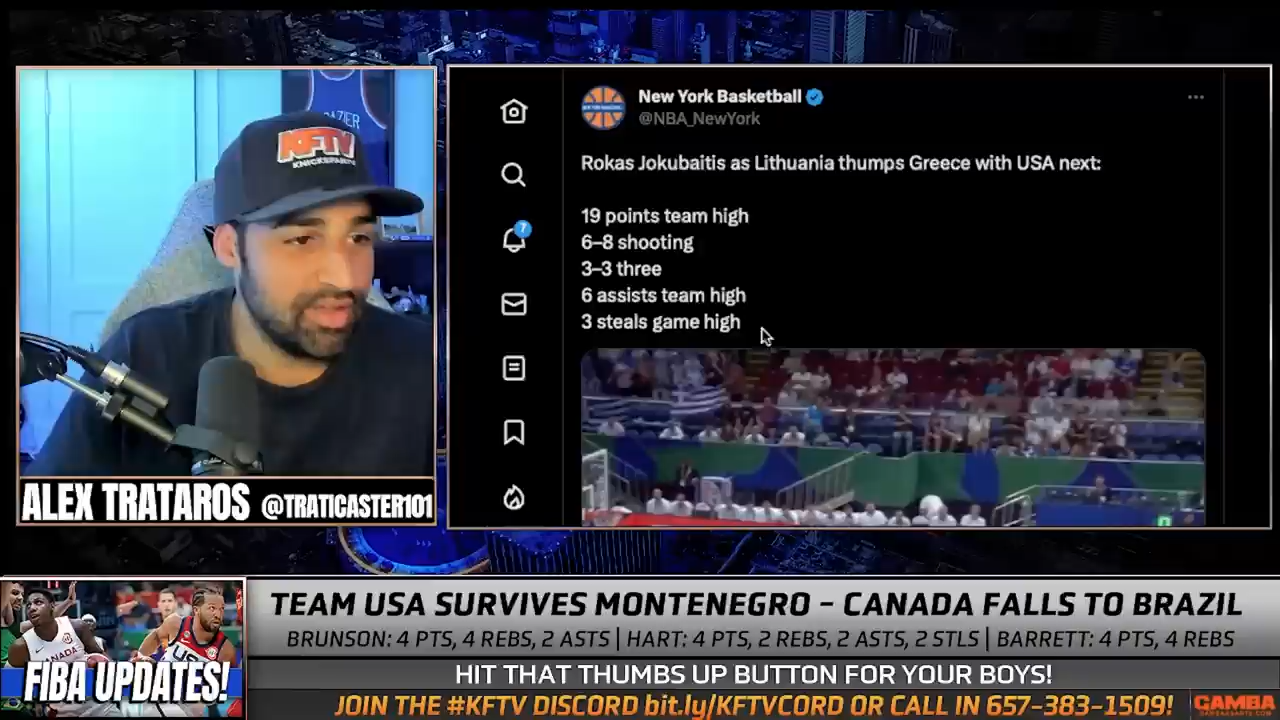 FRAZIER
KFTV
KNICKSFANTV
New York Basketball
@NBA_NewYork
Rokas Jokubaitis as Lithuania thumps Greece with USA next:
19 points team high
6–8 shooting
3–3 three
6 assists team high
3 steals game high
7
ALEX TRATAROS @TRATICASTER101
TEAM USA SURVIVES MONTENEGRO - CANADA FALLS TO BRAZIL
BRUNSON: 4 PTS, 4 REBS, 2 ASTS | HART: 4 PTS, 2 REBS, 2 ASTS, 2 STLS | BARRETT: 4 PTS, 4 REBS
FIBA UPDATES!
HIT THAT THUMBS UP BUTTON FOR YOUR BOYS!
JOIN THE #KFTV DISCORD bit.ly/KFTVCORD OR CALL IN 657-383-1509!
GAMBA